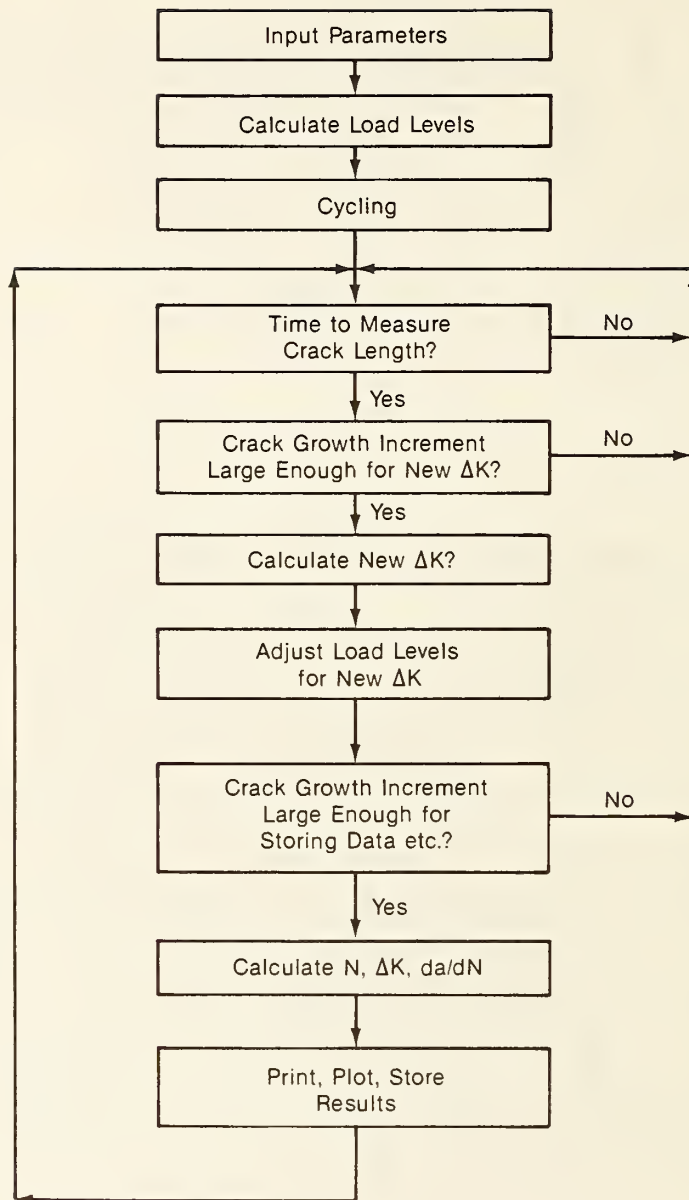 Input Parameters
Calculate Load Levels
Cycling
Time to Measure
Crack Length?
No
Yes
Crack Growth Increment
Large Enough for New ΔK?
No
Yes
Calculate New ΔK?
Adjust Load Levels
for New ΔK
Crack Growth Increment
Large Enough for
Storing Data etc.?
No
Yes
Calculate N, ΔK, da/dN
Print, Plot, Store
Results